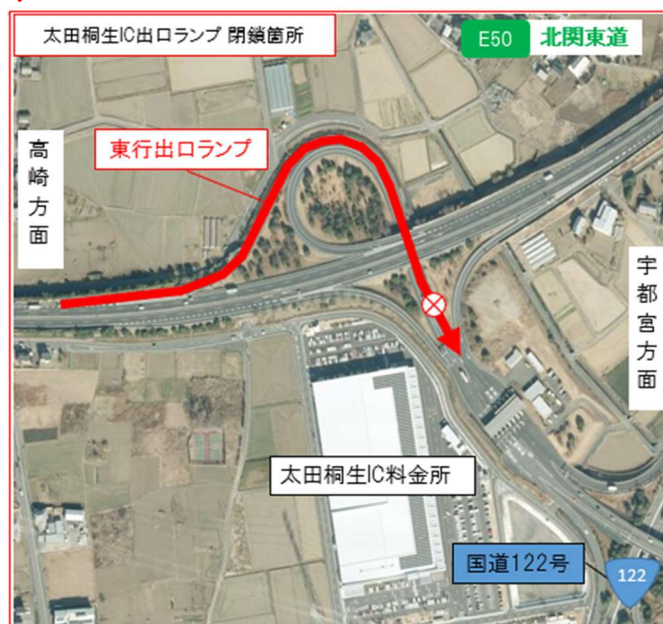 太田桐生IC出口ランプ 閉鎖箇所
E50 北関東道
東行出口ランプ
高崎方面
宇都宮方面
太田桐生IC料金所
国道122号
122